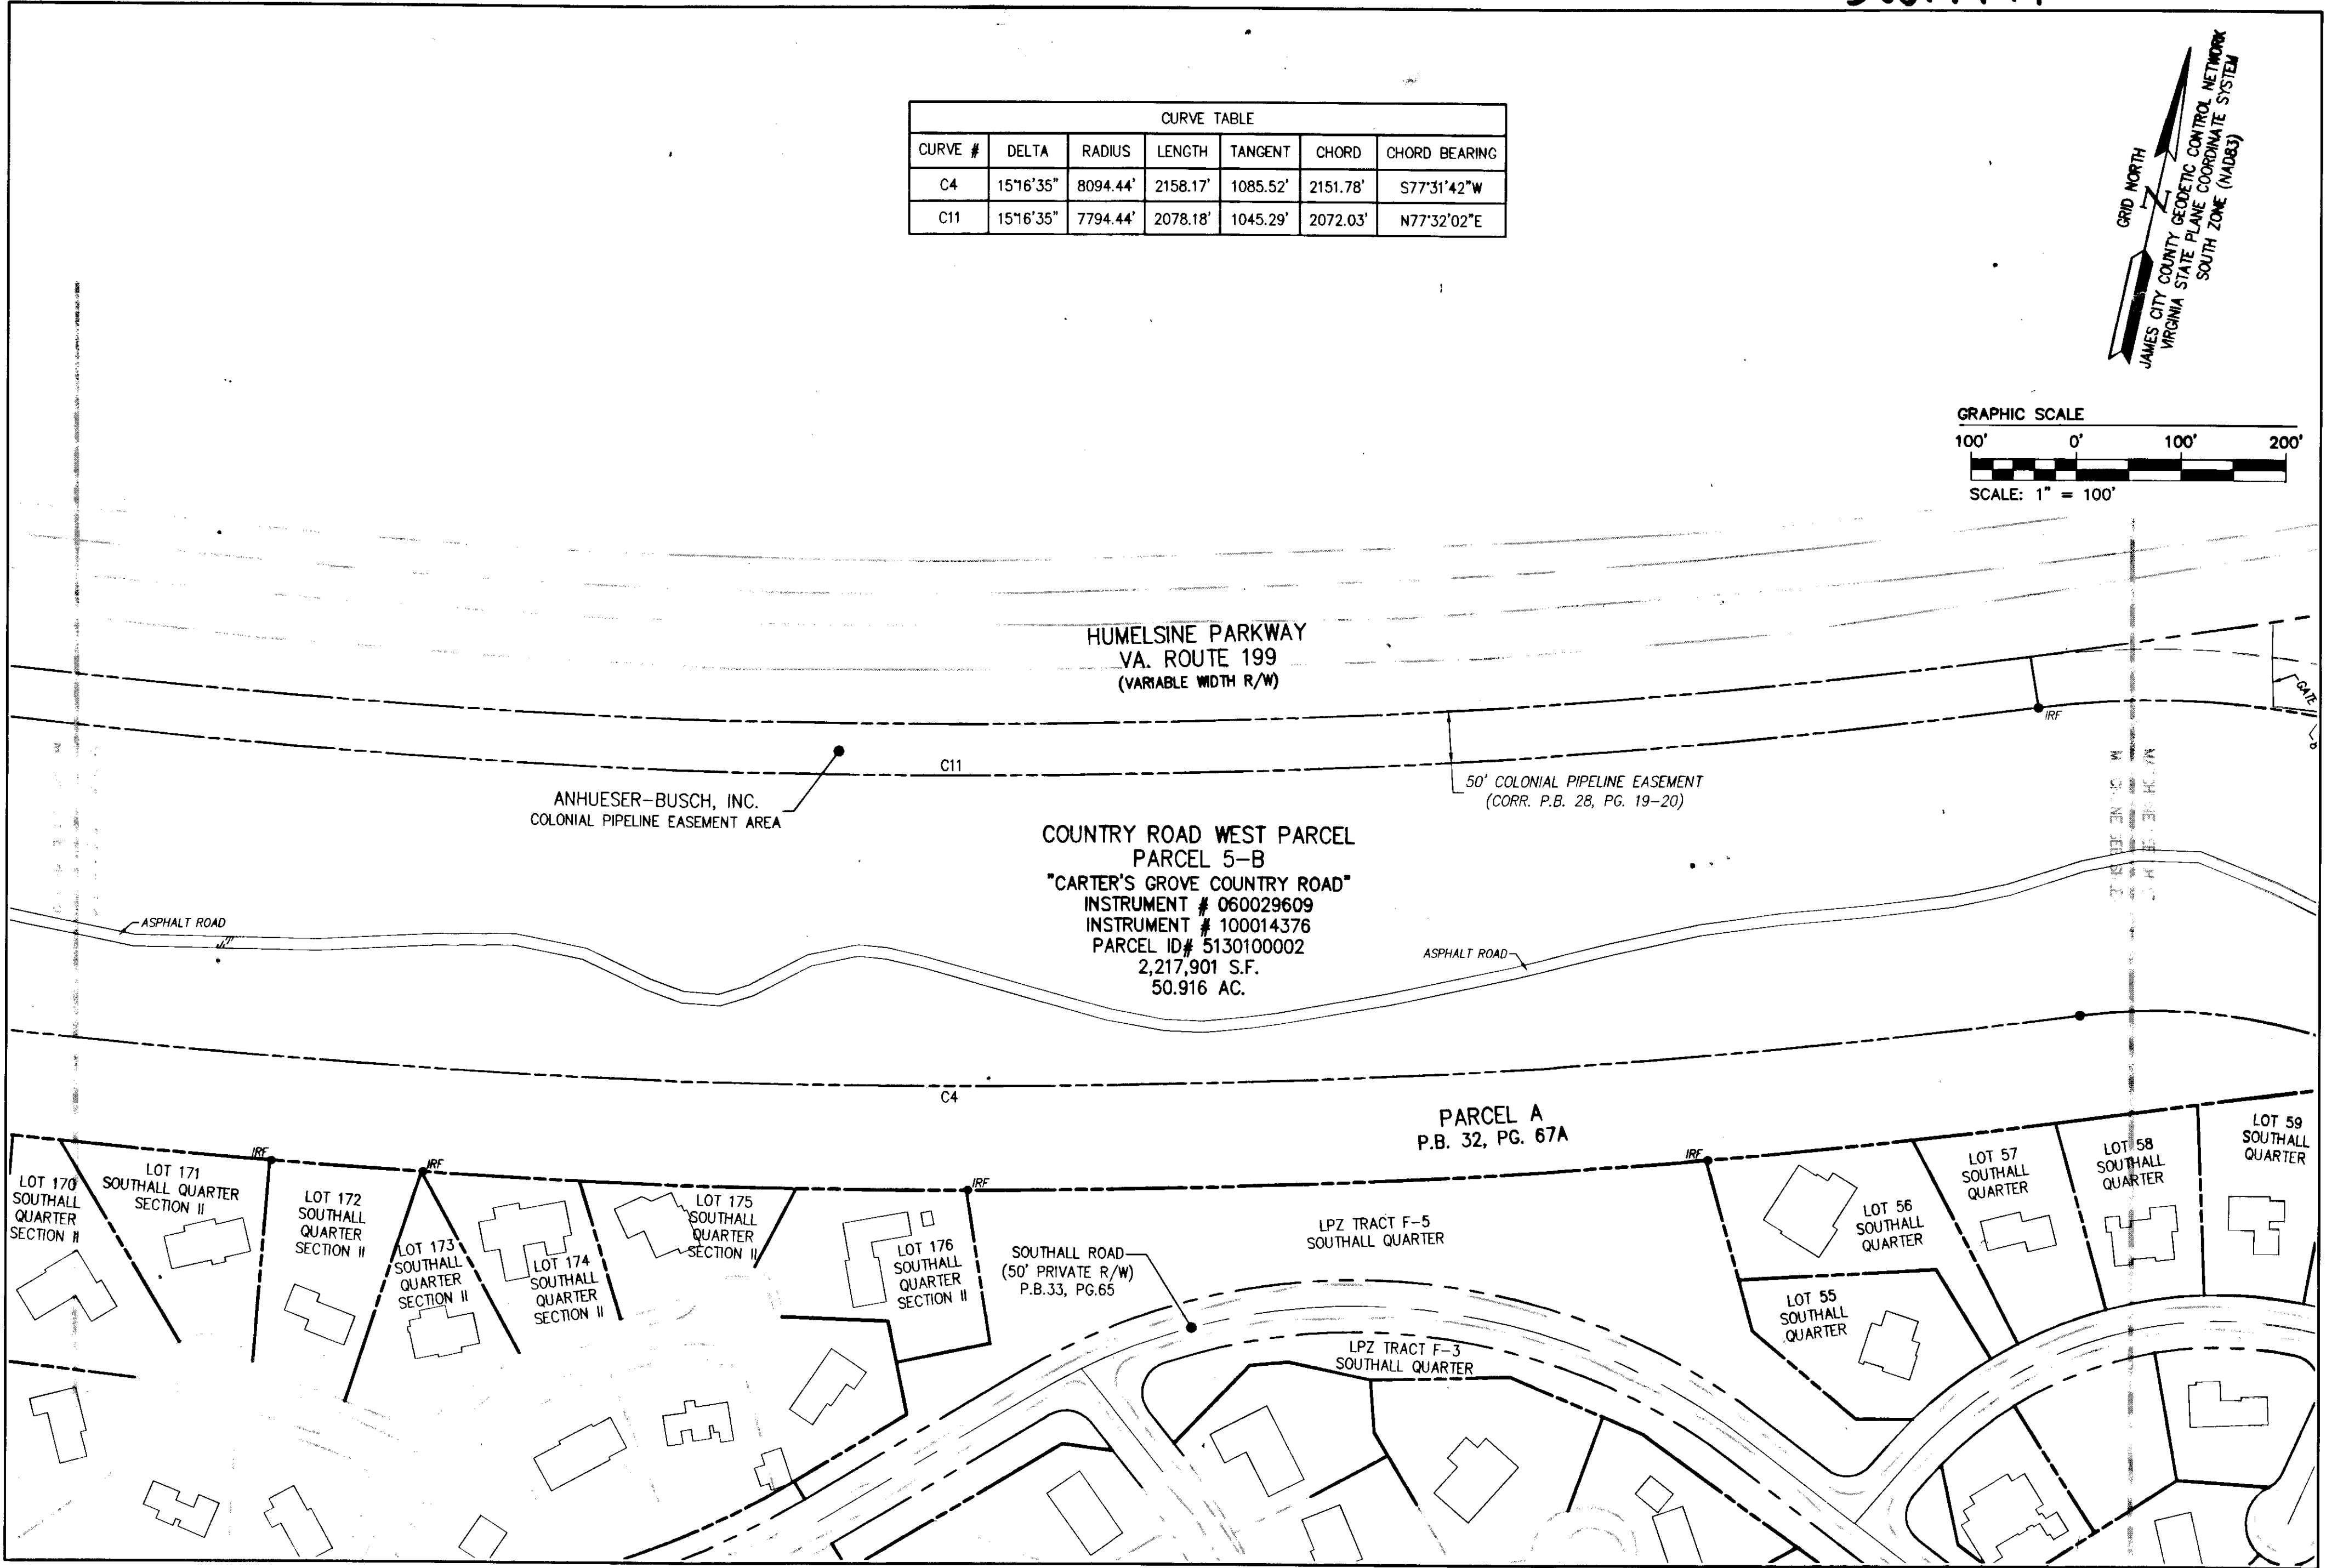 CURVE TABLE
CURVE # DELTA RADIUS LENGTH TANGENT CHORD CHORD BEARING
C4 15°16'35" 8094.44' 2158.17' 1085.52' 2151.78' S77°31'42"W
C11 15°16'35" 7794.44' 2078.18' 1045.29' 2072.03' N77°32'02"E
GRID NORTH
JAMES CITY COUNTY GEODETIC CONTROL NETWORK
VIRGINIA STATE PLANE COORDINATE SYSTEM
SOUTH ZONE (NAD83)
GRAPHIC SCALE
100' 0' 100' 200'
SCALE: 1" = 100'
HUMELSINE PARKWAY
VA. ROUTE 199
(VARIABLE WIDTH R/W)
GATE
IRF
C11
50' COLONIAL PIPELINE EASEMENT
(CORR. P.B. 28, PG. 19-20)
ANHUESER-BUSCH, INC.
COLONIAL PIPELINE EASEMENT AREA
COUNTRY ROAD WEST PARCEL
PARCEL 5-B
"CARTER'S GROVE COUNTRY ROAD"
INSTRUMENT # 060029609
INSTRUMENT # 100014376
PARCEL ID# 5130100002
2,217,901 S.F.
50.916 AC.
ASPHALT ROAD
ASPHALT ROAD
C4
PARCEL A
P.B. 32, PG. 67A
IRF
IRF
IRF
IRF
LOT 170
SOUTHALL
QUARTER
SECTION II
LOT 171
SOUTHALL QUARTER
SECTION II
LOT 172
SOUTHALL
QUARTER
SECTION II
LOT 173
SOUTHALL
QUARTER
SECTION II
LOT 174
SOUTHALL
QUARTER
SECTION II
LOT 175
SOUTHALL
QUARTER
SECTION II
LOT 176
SOUTHALL
QUARTER
SECTION II
SOUTHALL ROAD
(50' PRIVATE R/W)
P.B.33, PG.65
LPZ TRACT F-5
SOUTHALL QUARTER
LPZ TRACT F-3
SOUTHALL QUARTER
LOT 55
SOUTHALL
QUARTER
LOT 56
SOUTHALL
QUARTER
LOT 57
SOUTHALL
QUARTER
LOT 58
SOUTHALL
QUARTER
LOT 59
SOUTHALL
QUARTER